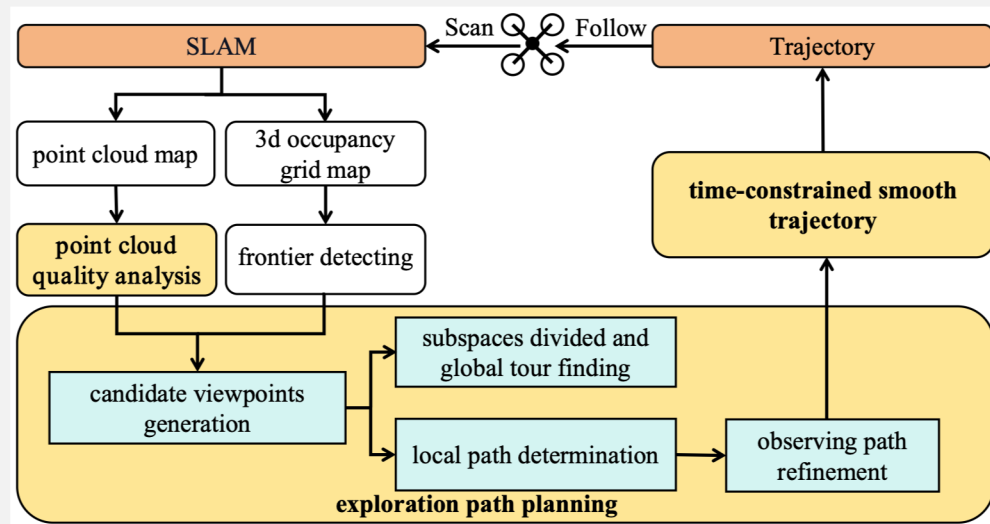 SLAM
Scan
Follow
Trajectory
point cloud map
3d occupancy
grid map
time-constrained smooth
trajectory
point cloud
quality analysis
frontier detecting
subspaces divided and
global tour finding
candidate viewpoints
generation
local path determination
observing path
refinement
exploration path planning